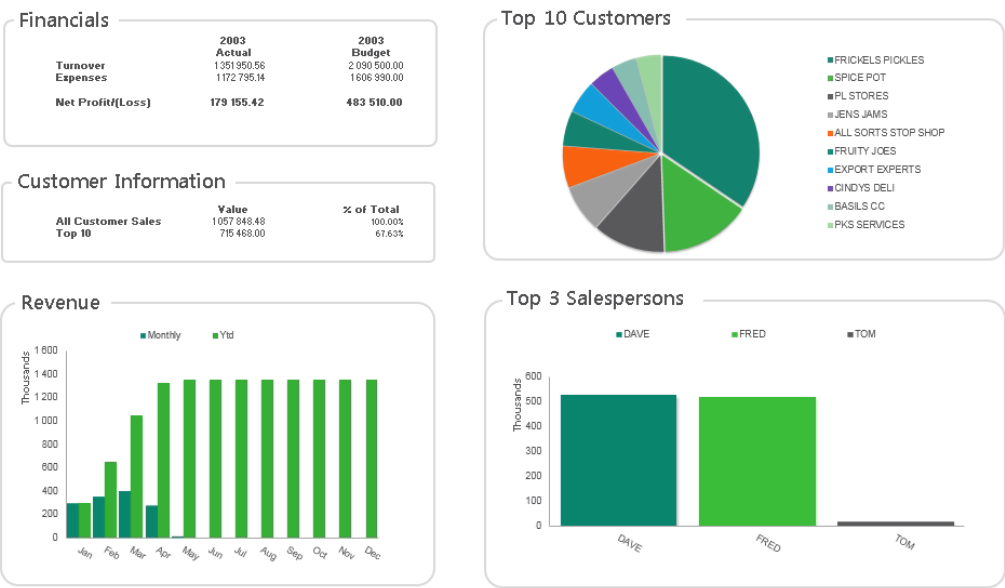 Financials
2003 2003
Actual Budget
Turnover 1 351 950.56 2 090 500.00
Expenses 1 172 795.14 1 606 990.00
Net Profit/(Loss) 179 155.42 483 510.00
Customer Information
Value % of Total
All Customer Sales 1 057 848.48 100.00%
Top 10 715 468.00 67.63%
Revenue
Monthly Ytd
Thousands
1 600
1 400
1 200
1 000
800
600
400
200
0
Jan Feb Mar Apr May Jun Jul Aug Sep Oct Nov Dec
Top 10 Customers
FRICKELS PICKLES
SPICE POT
PL STORES
JENS JAMS
ALL SORTS STOP SHOP
FRUITY JOES
EXPORT EXPERTS
CINDYS DELI
BASILS CC
PKS SERVICES
Top 3 Salespersons
DAVE FRED TOM
Thousands
600
500
400
300
200
100
0
DAVE FRED TOM